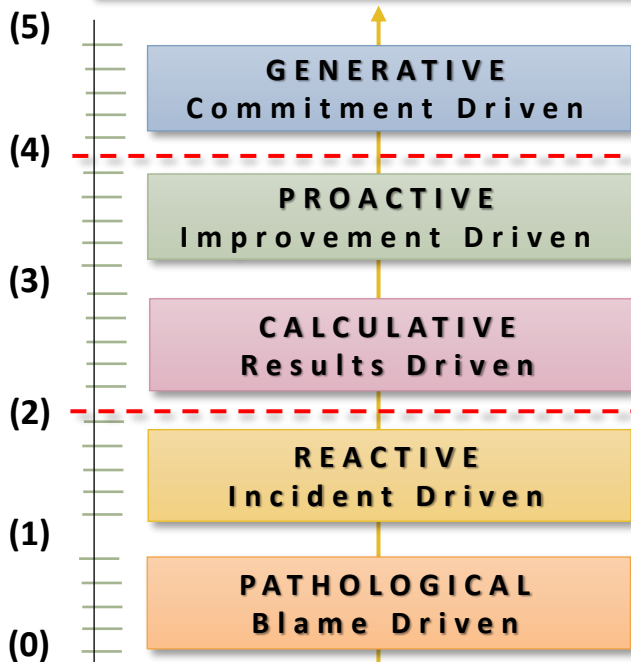 (5)
GENERATIVE
Commitment Driven
(4)
PROACTIVE
Improvement Driven
(3)
CALCULATIVE
Results Driven
(2)
REACTIVE
Incident Driven
(1)
PATHOLOGICAL
Blame Driven
(0)